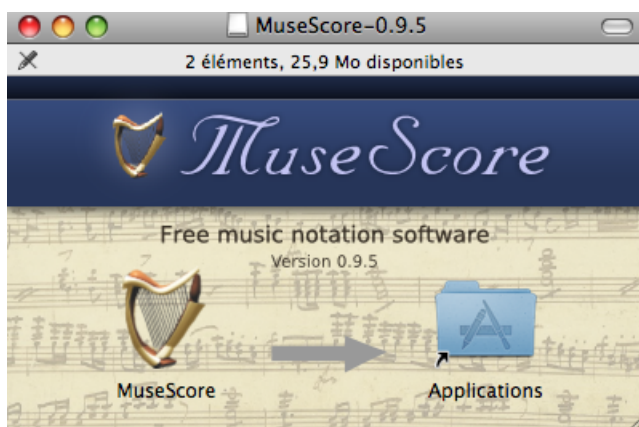 MuseScore-0.9.5
2 éléments, 25,9 Mo disponibles
MuseScore
Free music notation software
Version 0.9.5
MuseScore
Applications